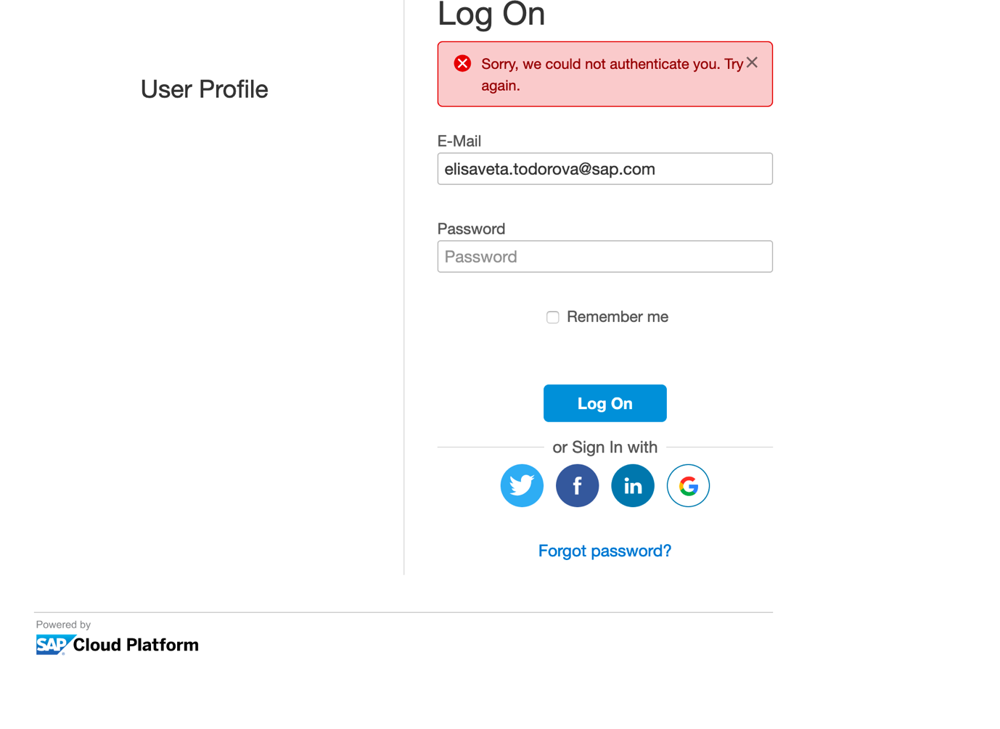 Log On
Sorry, we could not authenticate you. Try
again.
User Profile
E-Mail
elisaveta.todorova@sap.com
Password
Password
Remember me
Log On
or Sign In with
f
in
G
Forgot password?
Powered by
SAP Cloud Platform